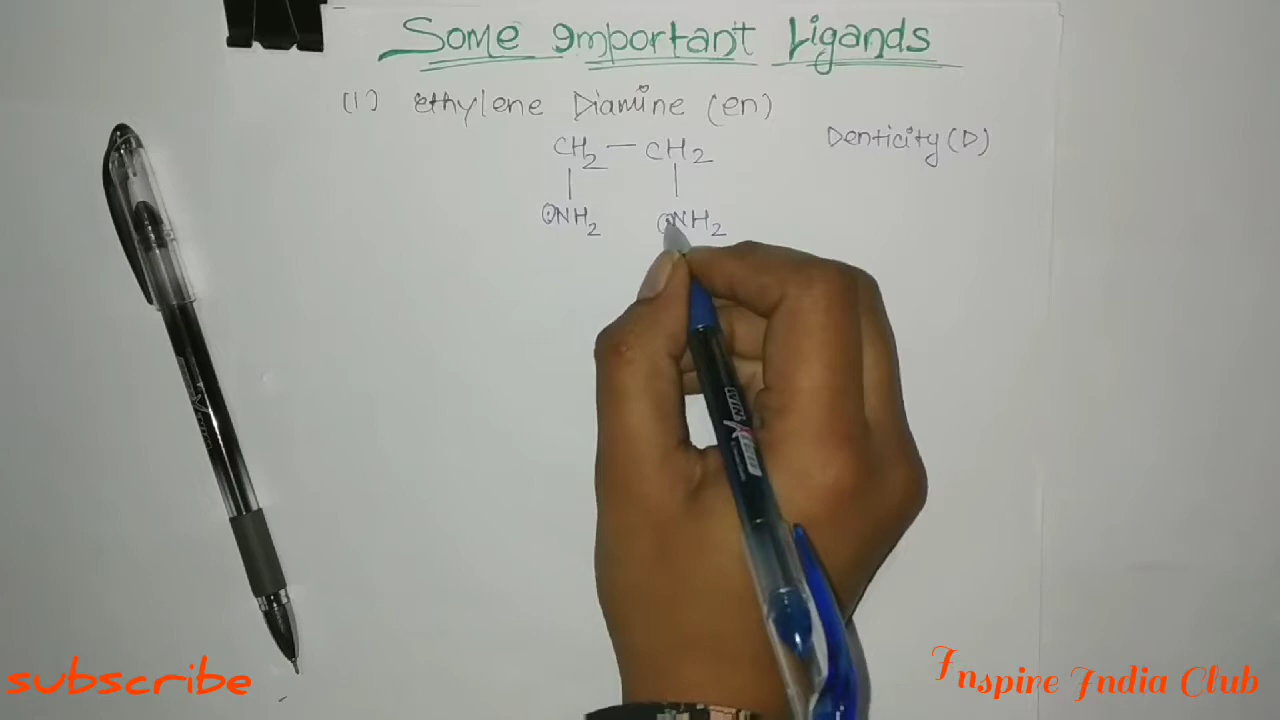 Some Important Ligands
(1) ethylene Diamine (en)
Denticity (D)
CH2 — CH2
NH2 NH2
subscribe
Inspire India Club